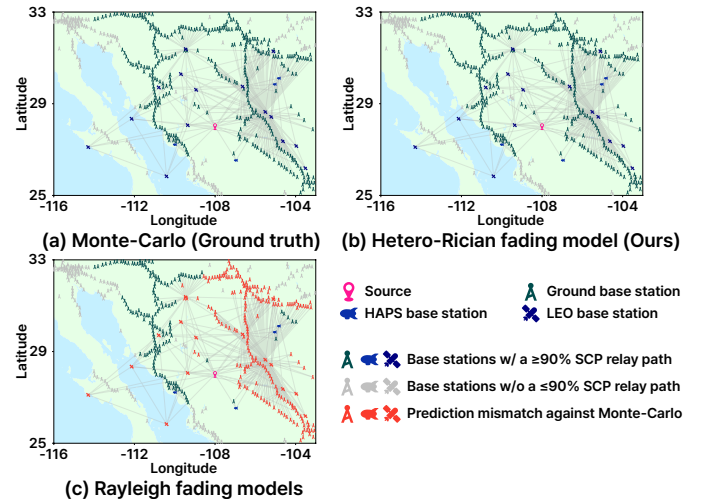 33
29
25
Latitude
-116
-112
-108
-104
Longitude
(a) Monte-Carlo (Ground truth)
33
29
25
Latitude
-116
-112
-108
-104
Longitude
(b) Hetero-Rician fading model (Ours)
33
29
25
Latitude
-116
-112
-108
-104
Longitude
(c) Rayleigh fading models
Source
Ground base station
HAPS base station
LEO base station
Base stations w/ a ≥90% SCP relay path
Base stations w/o a ≤90% SCP relay path
Prediction mismatch against Monte-Carlo